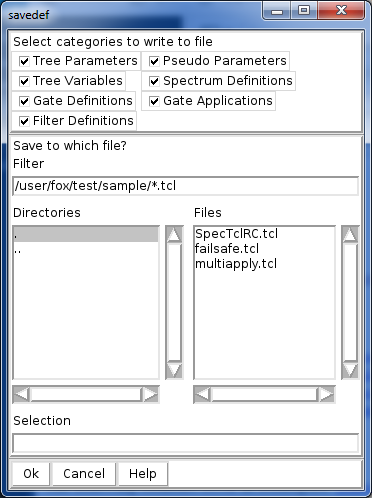 savedef
Select categories to write to file
Tree Parameters Pseudo Parameters
Tree Variables Spectrum Definitions
Gate Definitions Gate Applications
Filter Definitions
Save to which file?
Filter
/user/fox/test/sample/*.tcl
Directories Files
. SpecTclRC.tcl
.. failsafe.tcl
multiapply.tcl
Selection
Ok Cancel Help